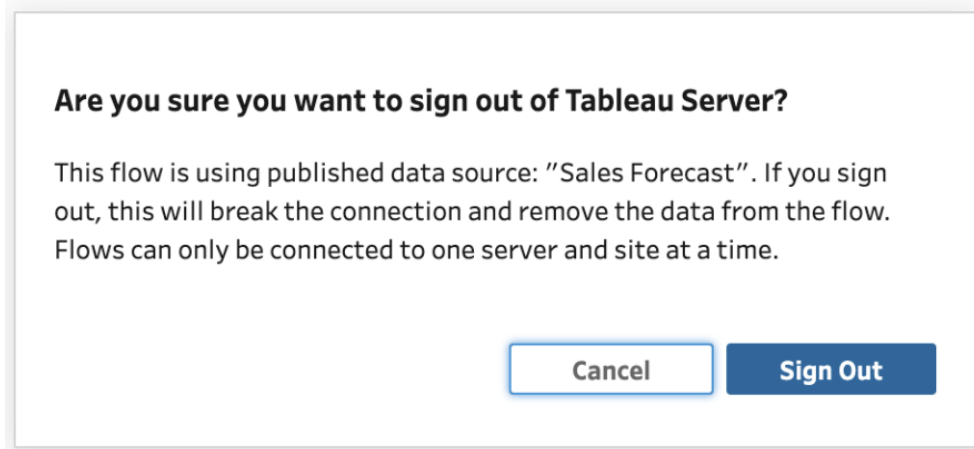 Are you sure you want to sign out of Tableau Server?
This flow is using published data source: "Sales Forecast". If you sign
out, this will break the connection and remove the data from the flow.
Flows can only be connected to one server and site at a time.
Cancel
Sign Out